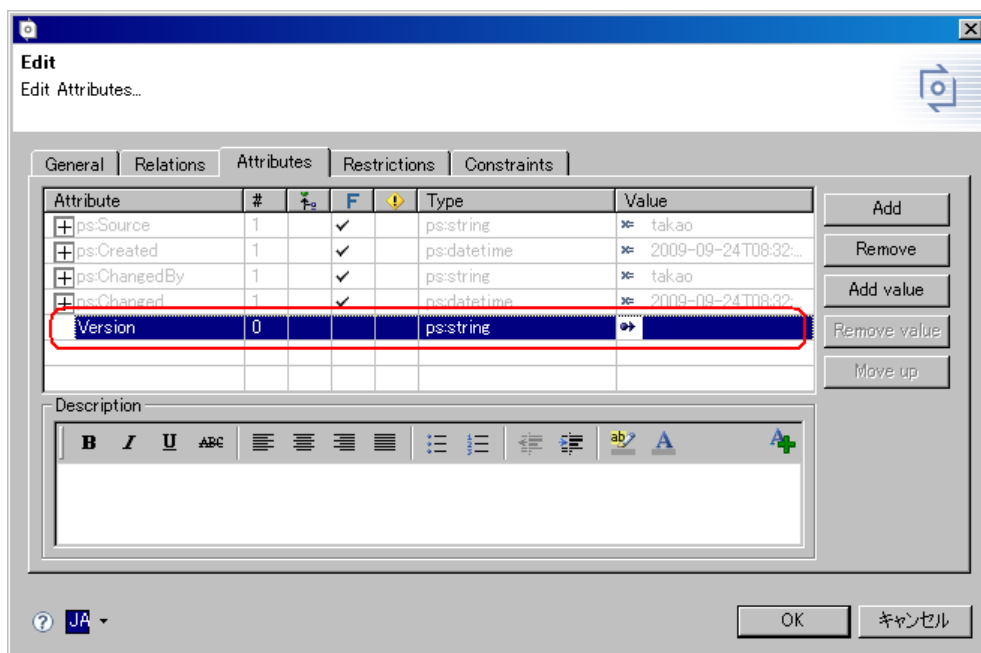 Edit
Edit Attributes...
General Relations Attributes Restrictions Constraints
Attribute # F Type Value
ps:Source 1 ps:string takao
ps:Created 1 ps:datetime 2009-09-24T08:32:...
ps:ChangedBy 1 ps:string takao
ps:Changed 1 ps:datetime 2009-09-24T08:32:...
Version 0 ps:string
Add
Remove
Add value
Remove value
Move up
Description
B I U ABC ab A A
JA
OK キャンセル